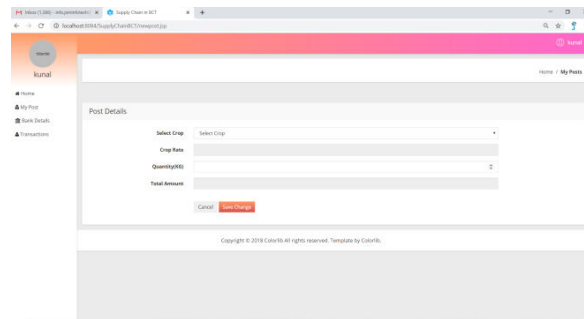 Supply Chain in BCT
localhost:8084/SupplyChainBCT/newpost.jsp
kunal
kunal
Home / My Posts
Home
My Post
Bank Details
Transactions
Post Details
Select Crop Select Crop
Crop Rate
Quantity(KG)
Total Amount
Cancel Save Change
Copyright © 2018 Colorlib All rights reserved. Template by Colorlib.